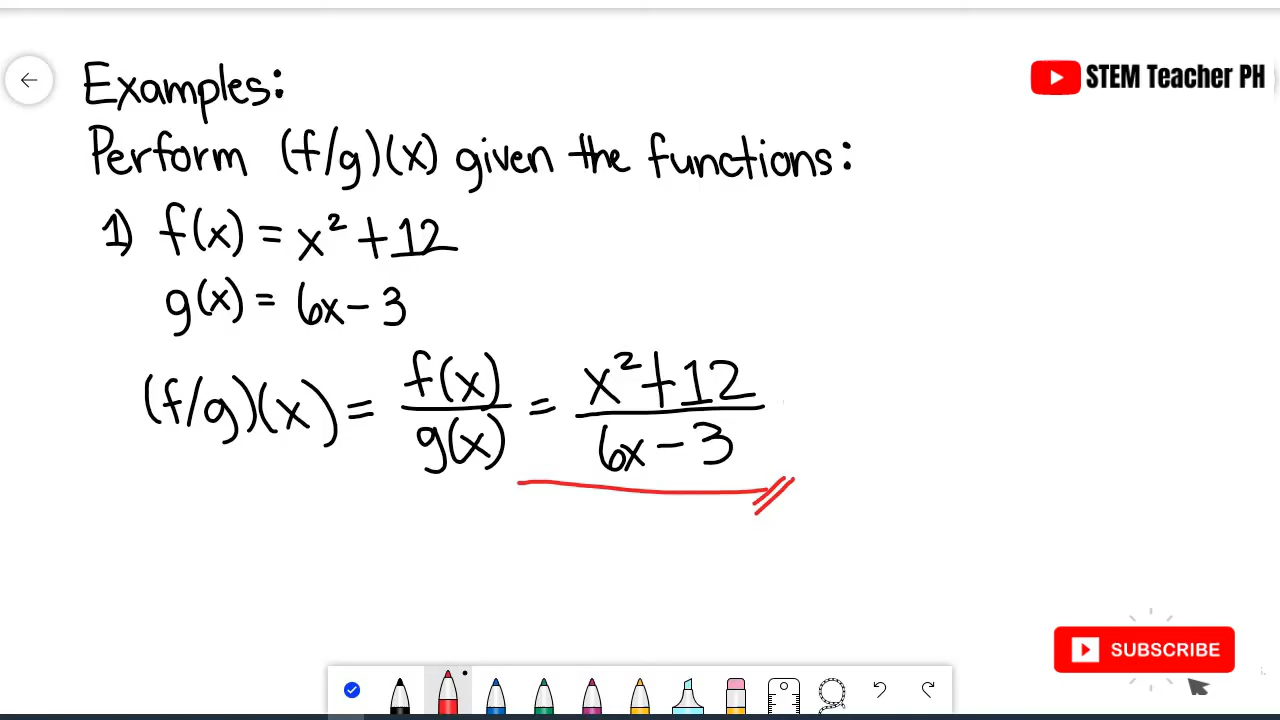 STEM Teacher PH
Examples:
Perform (f/g)(x) given the functions:
1) f(x) = x² + 12
g(x) = 6x - 3
(f/g)(x) = f(x)/g(x) = x²+12/6x-3
SUBSCRIBE